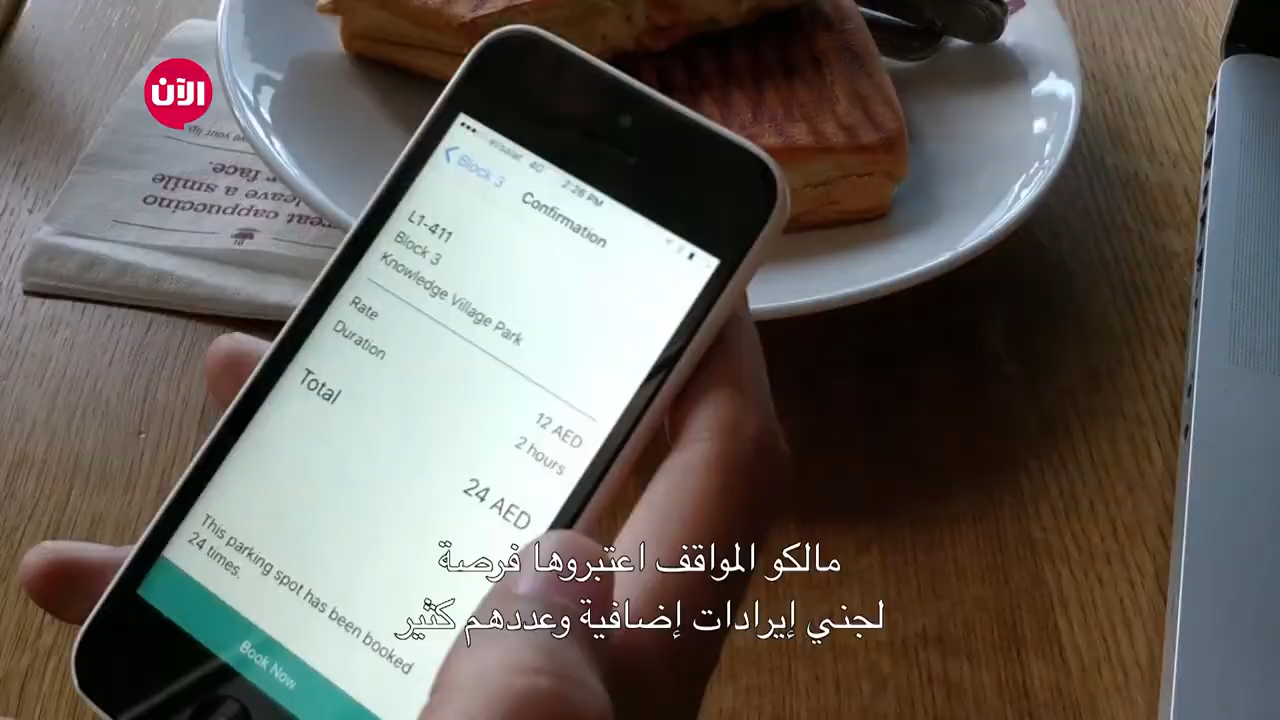 الآن
etisalat 4G 2:26 PM
Block 3
Confirmation
L1-411
Block 3
Knowledge Village Park
Rate 12 AED
Duration 2 hours
Total 24 AED
This parking spot has been booked
24 times.
Book Now
cappuccino
leave a smile
face.
مالكو المواقف اعتبروها فرصة
لجني إيرادات إضافية وعددهم كثير